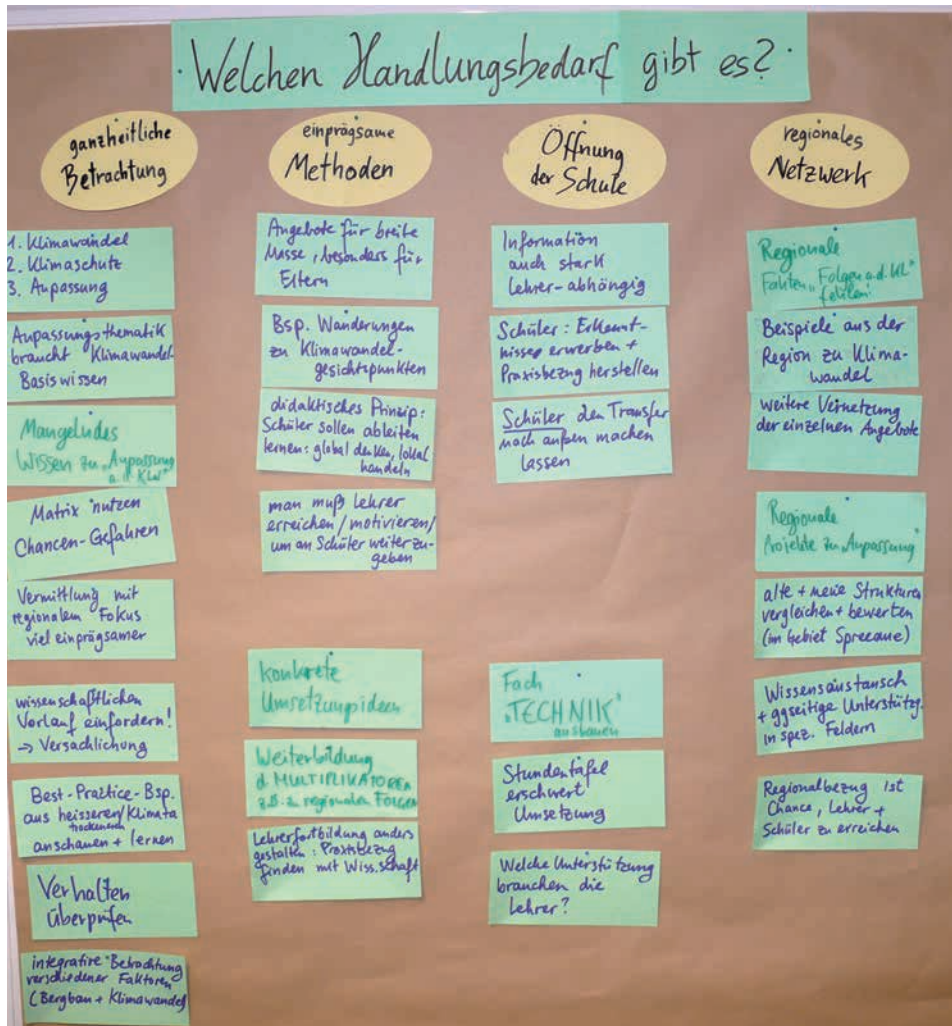 · Welchen Handlungsbedarf gibt es? ·
ganzheitliche
Betrachtung
1. Klimawandel
2. Klimaschutz
3. Anpassung
Anpassungsthematik
braucht Klimawandel-
Basiswissen
Mangelndes
Wissen zu „Anpassung
a. d. KW"
Matrix nutzen
Chancen-Gefahren
Vermittlung mit
regionalem Fokus
viel einprägsamer
wissenschaftlichen
Vorlauf einfordern!
→ Versachlichung
Best-Practice-Bsp.
aus heisseren/Klimata
trockeneren
anschauen + lernen
Verhalten
überprüfen
integrative Betrachtung
verschiedener Faktoren
(Bergbau + Klimawandel)
einprägsame
Methoden
Angebote für breite
Masse, besonders für
Eltern
Bsp. Wanderungen
zu Klimawandel-
gesichtspunkten
didaktisches Prinzip:
Schüler sollen ableiten
lernen: global denken, lokal
handeln
man muß Lehrer
erreichen/motivieren/
um an Schüler weiterzu-
geben
Konkrete
Umsetzungsideen
Weiterbildung
d. MULTIPLIKATOREN
z.B. z. regionalen FOLGEN
Lehrerfortbildung anders
gestalten: Praxisbezug
finden mit Wiss.schaft
Öffnung
der Schule
Information
auch stark
Lehrer-abhängig
Schüler: Erkennt-
nisse erwerben +
Praxisbezug herstellen
Schüler den Transfer
nach außen machen
lassen
Fach
„TECHNIK"
ausbauen
Stundentafel
erschwert
Umsetzung
Welche Unterstützung
brauchen die
Lehrer?
regionales
Netzwerk
Regionale
Fakten „Folgen a.d. KL"
fehlen!
Beispiele aus der
Region zu Klima-
wandel
weitere Vernetzung
der einzelnen Angebote
Regionale
Projekte zu „Anpassung"
alte + neue Strukturen
vergleichen + bewerten
(im Gebiet Spreeaue)
Wissensaustausch
+ ggseitige Unterstützg.
in spez. Feldern
Regionalbezug ist
Chance, Lehrer +
Schüler zu erreichen